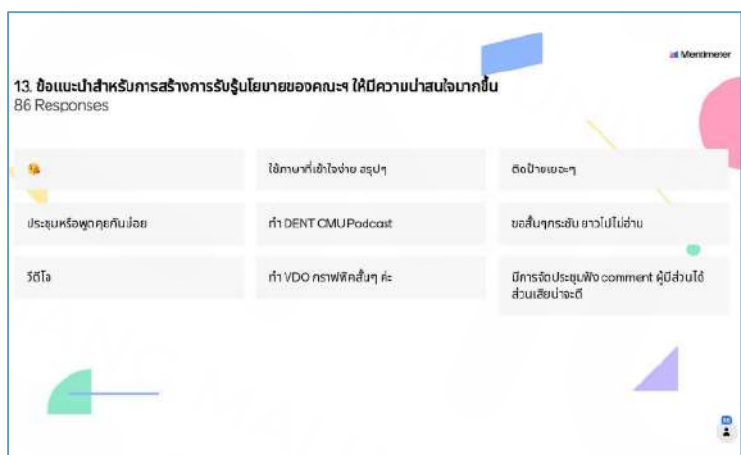 Mentimeter
13. ข้อแนะนำสำหรับการสร้างการรับรู้นโยบายของคณะฯ ให้มีความน่าสนใจมากขึ้น
86 Responses
😘
ใช้ภาษาที่เข้าใจง่าย สรุปๆ
ติดป้ายเยอะๆ
ประชุมหรือพูดคุยกันบ่อย
ทำ DENT CMU Podcast
ขอสั้นๆกระชับ ยาวไปไม่อ่าน
วีดีโอ
ทำ VDO กราฟฟิคสั้นๆ ค่ะ
มีการจัดประชุมฟัง comment ผู้มีส่วนได้
ส่วนเสียน่าจะดี